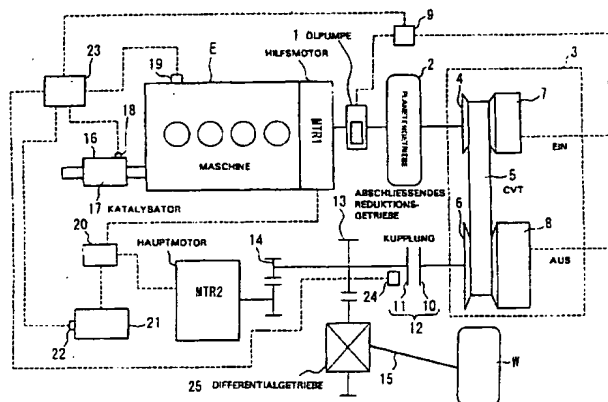 1 ÖLPUMPE
9
E
HILFSMOTOR
2
3
23
19
4
7
16
18
MTR1
PLANETENGETRIEBE
MASCHINE
EIN
5
CVT
17 KATALYBATOR
ABSCHLIESSENDES
REDUKTIONS-
GETRIEBE
13
6
8
20
HAUPTMOTOR
14
KUPPLUNG
AUS
MTR2
24
11
10
12
21
22
W
15
25 DIFFERENTIALGETRIEBE